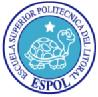 ESCUELA SUPERIOR POLITECNICA DEL LITORAL
ESPOL